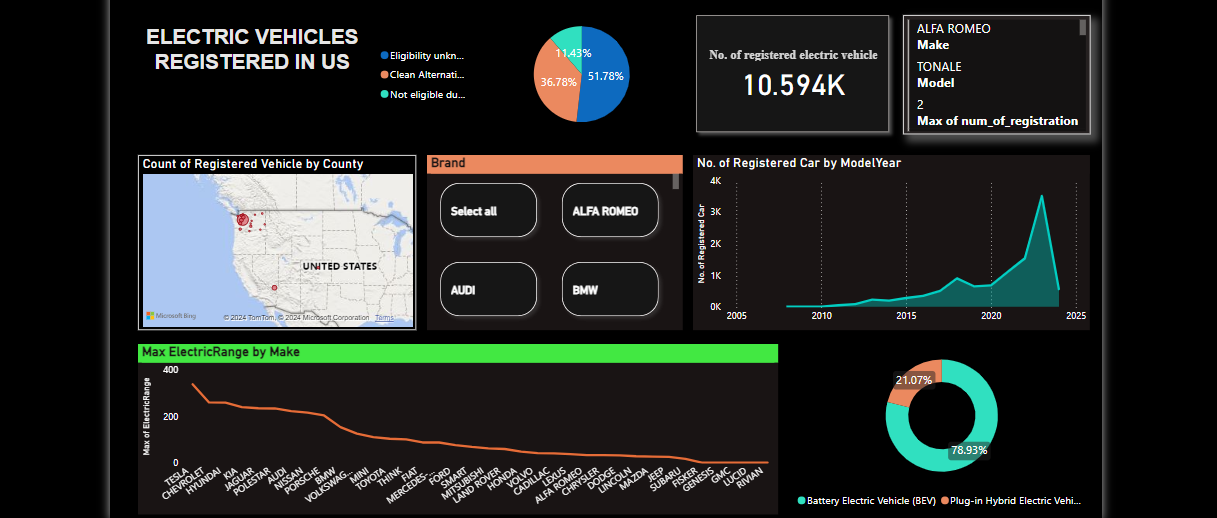 ELECTRIC VEHICLES
REGISTERED IN US
Eligibility unkn...
Clean Alternati...
Not eligible du...
11.43%
36.78%
51.78%
No. of registered electric vehicle
10.594K
ALFA ROMEO
Make
TONALE
Model
2
Max of num_of_registration
Count of Registered Vehicle by County
UNITED STATES
Microsoft Bing
© 2024 TomTom, © 2024 Microsoft Corporation Terms
Brand
Select all
ALFA ROMEO
AUDI
BMW
No. of Registered Car by ModelYear
No. of Registered Car
4K
3K
2K
1K
0K
2005
2010
2015
2020
2025
Max ElectricRange by Make
Max of ElectricRange
400
200
0
TESLA
CHEVROLET
HYUNDAI
KIA
JAGUAR
POLESTAR
AUDI
NISSAN
PORSCHE
BMW
VOLKSWAG...
MINI
TOYOTA
THINK
FIAT
MERCEDES-...
FORD
SMART
MITSUBISHI
LAND ROVER
HONDA
VOLVO
CADILLAC
LEXUS
ALFA ROMEO
CHRYSLER
DODGE
LINCOLN
MAZDA
JEEP
SUBARU
FISKER
GENESIS
GMC
LUCID
RIVIAN
21.07%
78.93%
Battery Electric Vehicle (BEV)
Plug-in Hybrid Electric Vehi...